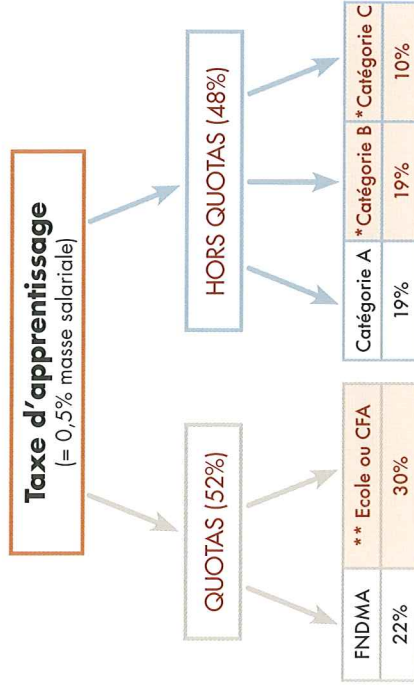 Taxe d'apprentissage
(= 0,5% masse salariale)
QUOTAS (52%)
HORS QUOTAS (48%)
FNDMA
** Ecole ou CFA
22%
30%
Catégorie A
*Catégorie B
*Catégorie C
19%
19%
10%